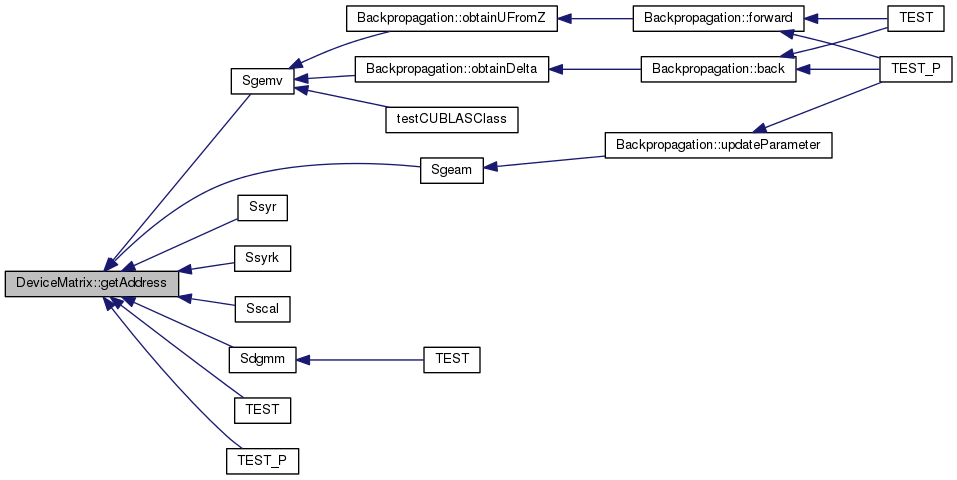 Backpropagation::obtainUFromZ
Backpropagation::forward
TEST
Sgemv
Backpropagation::obtainDelta
Backpropagation::back
TEST_P
testCUBLASClass
Backpropagation::updateParameter
Sgeam
Ssyr
Ssyrk
DeviceMatrix::getAddress
Sscal
Sdgmm
TEST
TEST
TEST_P